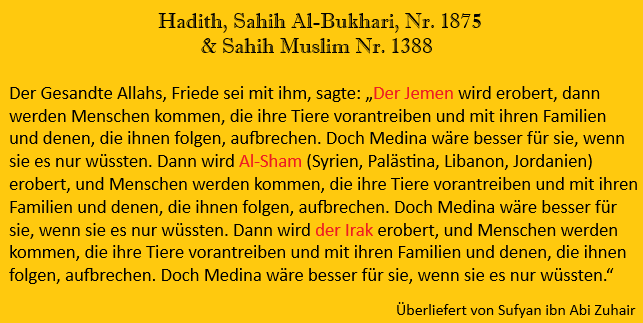 Hadith, Sahih Al-Bukhari, Nr. 1875
& Sahih Muslim Nr. 1388
Der Gesandte Allahs, Friede sei mit ihm, sagte: „Der Jemen wird erobert, dann
werden Menschen kommen, die ihre Tiere vorantreiben und mit ihren Familien
und denen, die ihnen folgen, aufbrechen. Doch Medina wäre besser für sie, wenn
sie es nur wüssten. Dann wird Al-Sham (Syrien, Palästina, Libanon, Jordanien)
erobert, und Menschen werden kommen, die ihre Tiere vorantreiben und mit ihren
Familien und denen, die ihnen folgen, aufbrechen. Doch Medina wäre besser für
sie, wenn sie es nur wüssten. Dann wird der Irak erobert, und Menschen werden
kommen, die ihre Tiere vorantreiben und mit ihren Familien und denen, die ihnen
folgen, aufbrechen. Doch Medina wäre besser für sie, wenn sie es nur wüssten.“
Überliefert von Sufyan ibn Abi Zuhair